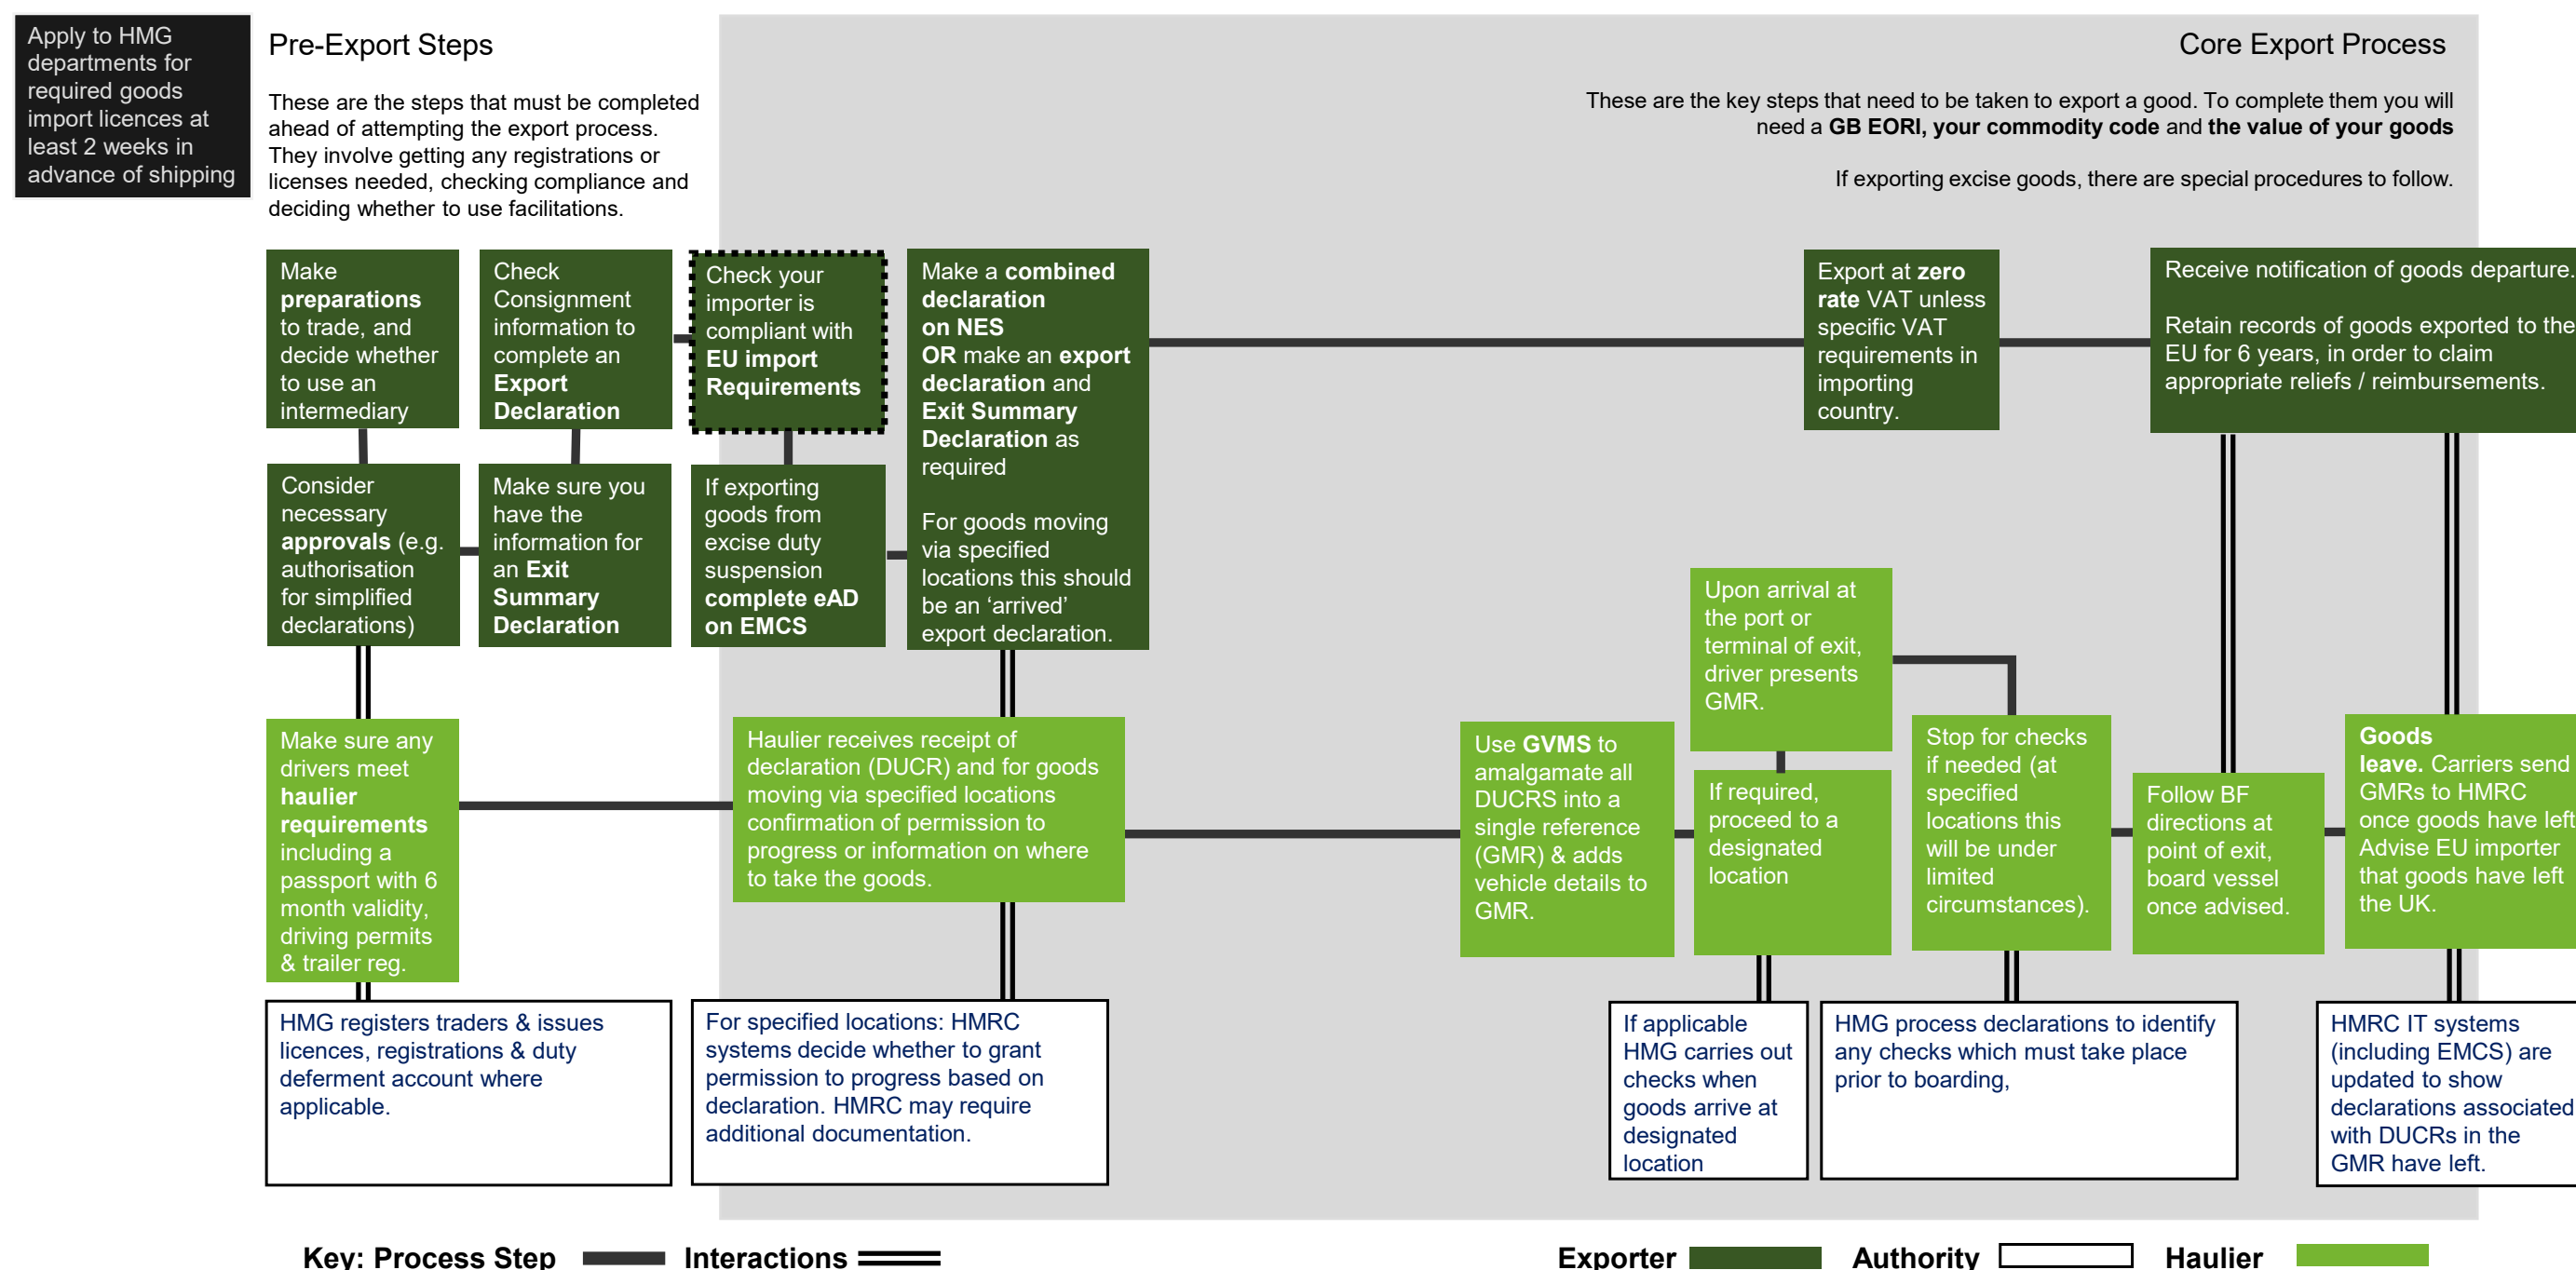 Apply to HMG
departments for
required goods
import licences at
least 2 weeks in
advance of shipping
Pre-Export Steps
These are the steps that must be completed
ahead of attempting the export process.
They involve getting any registrations or
licenses needed, checking compliance and
deciding whether to use facilitations.
Core Export Process
These are the key steps that need to be taken to export a good. To complete them you will
need a GB EORI, your commodity code and the value of your goods
If exporting excise goods, there are special procedures to follow.
Make
preparations
to trade, and
decide whether
to use an
intermediary
Check
Consignment
information to
complete an
Export
Declaration
Check your
importer is
compliant with
EU import
Requirements
Make a combined
declaration
on NES
OR make an export
declaration and
Exit Summary
Declaration as
required
For goods moving
via specified
locations this should
be an ‘arrived’
export declaration.
Export at zero
rate VAT unless
specific VAT
requirements in
importing
country.
Receive notification of goods departure.
Retain records of goods exported to the
EU for 6 years, in order to claim
appropriate reliefs / reimbursements.
Consider
necessary
approvals (e.g.
authorisation
for simplified
declarations)
Make sure you
have the
information for
an Exit
Summary
Declaration
If exporting
goods from
excise duty
suspension
complete eAD
on EMCS
Make sure any
drivers meet
haulier
requirements
including a
passport with 6
month validity,
driving permits
& trailer reg.
Haulier receives receipt of
declaration (DUCR) and for goods
moving via specified locations
confirmation of permission to
progress or information on where
to take the goods.
Use GVMS to
amalgamate all
DUCRS into a
single reference
(GMR) & adds
vehicle details to
GMR.
Upon arrival at
the port or
terminal of exit,
driver presents
GMR.
If required,
proceed to a
designated
location
Stop for checks
if needed (at
specified
locations this
will be under
limited
circumstances).
Follow BF
directions at
point of exit,
board vessel
once advised.
Goods
leave. Carriers send
GMRs to HMRC
once goods have left
Advise EU importer
that goods have left
the UK.
HMG registers traders & issues
licences, registrations & duty
deferment account where
applicable.
For specified locations: HMRC
systems decide whether to grant
permission to progress based on
declaration. HMRC may require
additional documentation.
If applicable
HMG carries out
checks when
goods arrive at
designated
location
HMG process declarations to identify
any checks which must take place
prior to boarding,
HMRC IT systems
(including EMCS) are
updated to show
declarations associated
with DUCRs in the
GMR have left.
Key: Process Step
Interactions
Exporter
Authority
Haulier